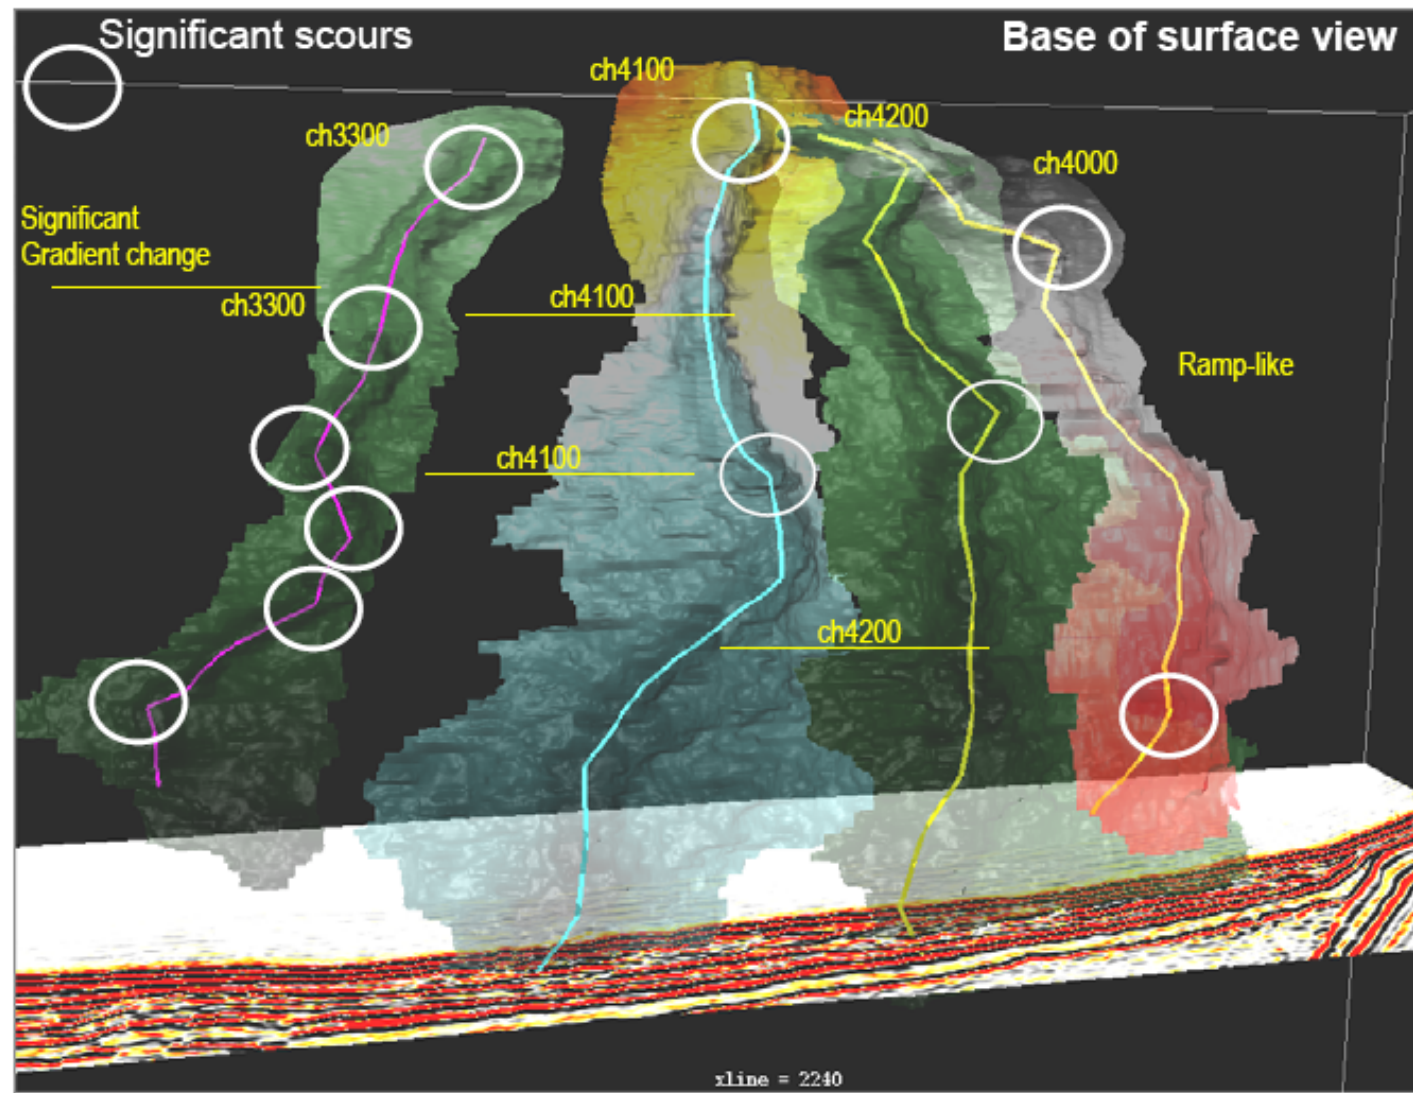 Significant scours
Base of surface view
ch4100
ch4200
ch3300
ch4000
Significant
Gradient change
ch3300
ch4100
Ramp-like
ch4100
ch4200
xline = 2240